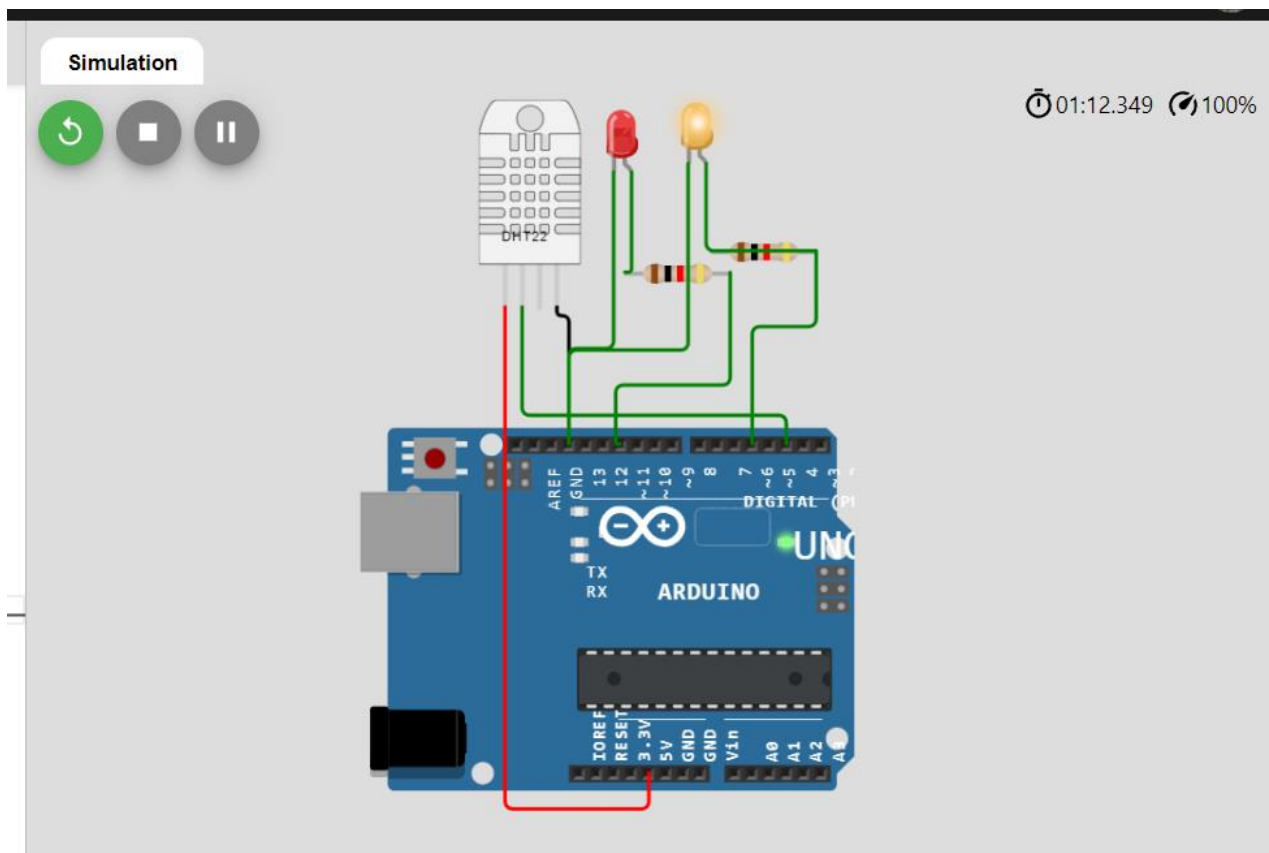 Simulation
01:12.349 100%
DHT22
AREF
GND
13
12
~11
~10
~9
8
7
~6
~5
4
~3
DIGITAL
UNO
TX
RX
ARDUINO
IOREF
RESET
3.3V
5V
GND
GND
Vin
A0
A1
A2
A3